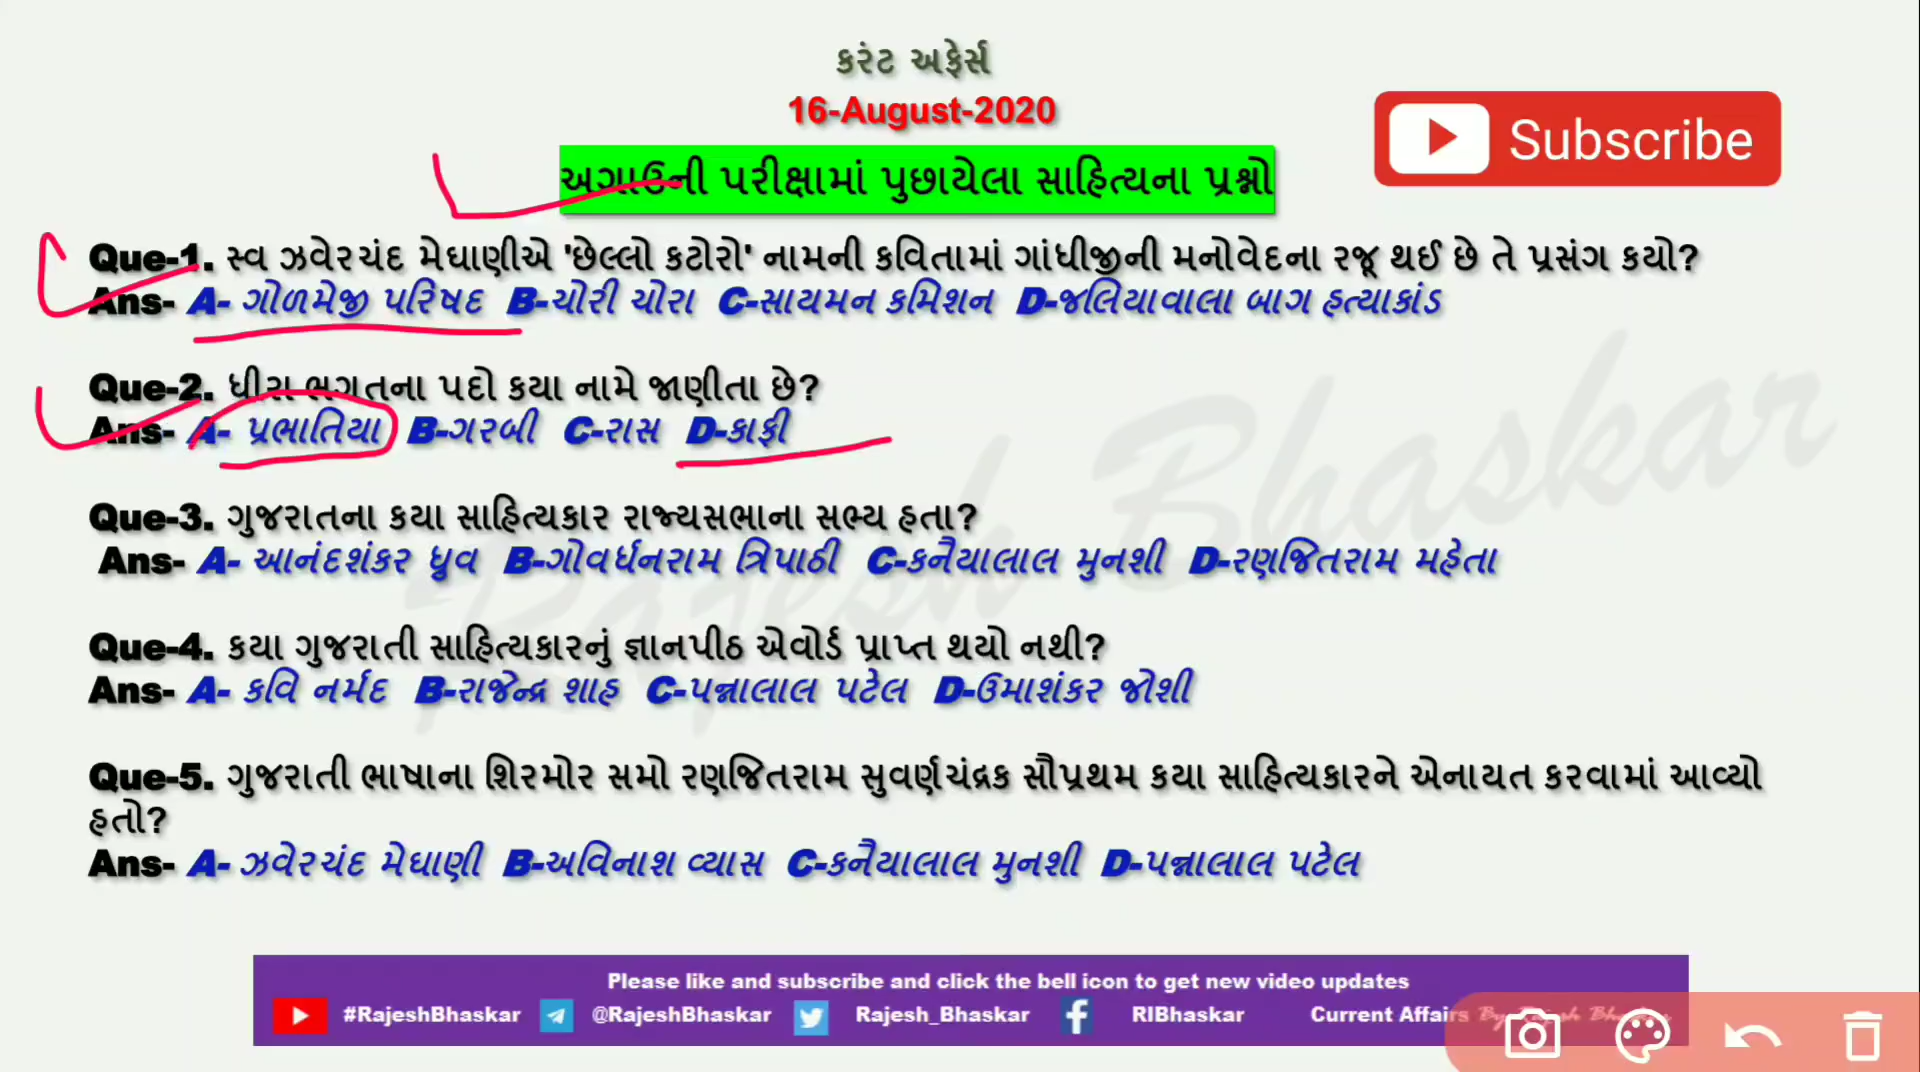 કરંટ અફેર્સ
16-August-2020
Subscribe
અગાઉની પરીક્ષામાં પુછાયેલા સાહિત્યના પ્રશ્નો
Que-1. સ્વ ઝવેરચંદ મેઘાણીએ 'છેલ્લો કટોરો' નામની કવિતામાં ગાંધીજીની મનોવેદના રજૂ થઈ છે તે પ્રસંગ કયો?
Ans- A- ગોળમેજી પરિષદ B-ચોરી ચોરા C-સાયમન કમિશન D-જલિયાવાલા બાગ હત્યાકાંડ
Que-2. ધીરા ભગતના પદો કયા નામે જાણીતા છે?
Ans- A- પ્રભાતિયા B-ગરબી C-રાસ D-કાફી
Que-3. ગુજરાતના કયા સાહિત્યકાર રાજ્યસભાના સભ્ય હતા?
Ans- A- આનંદશંકર ધ્રુવ B-ગોવર્ધનરામ ત્રિપાઠી C-કનૈયાલાલ મુનશી D-રણજિતરામ મહેતા
Que-4. કયા ગુજરાતી સાહિત્યકારનું જ્ઞાનપીઠ એવોર્ડ પ્રાપ્ત થયો નથી?
Ans- A- કવિ નર્મદ B-રાજેન્દ્ર શાહ C-પન્નાલાલ પટેલ D-ઉમાશંકર જોશી
Que-5. ગુજરાતી ભાષાના શિરમોર સમો રણજિતરામ સુવર્ણચંદ્રક સૌપ્રથમ કયા સાહિત્યકારને એનાયત કરવામાં આવ્યો
હતો?
Ans- A- ઝવેરચંદ મેઘાણી B-અવિનાશ વ્યાસ C-કનૈયાલાલ મુનશી D-પન્નાલાલ પટેલ
Rajesh Bhaskar
Please like and subscribe and click the bell icon to get new video updates
#RajeshBhaskar @RajeshBhaskar Rajesh_Bhaskar RIBhaskar Current Affairs By Rajesh Bhaskar